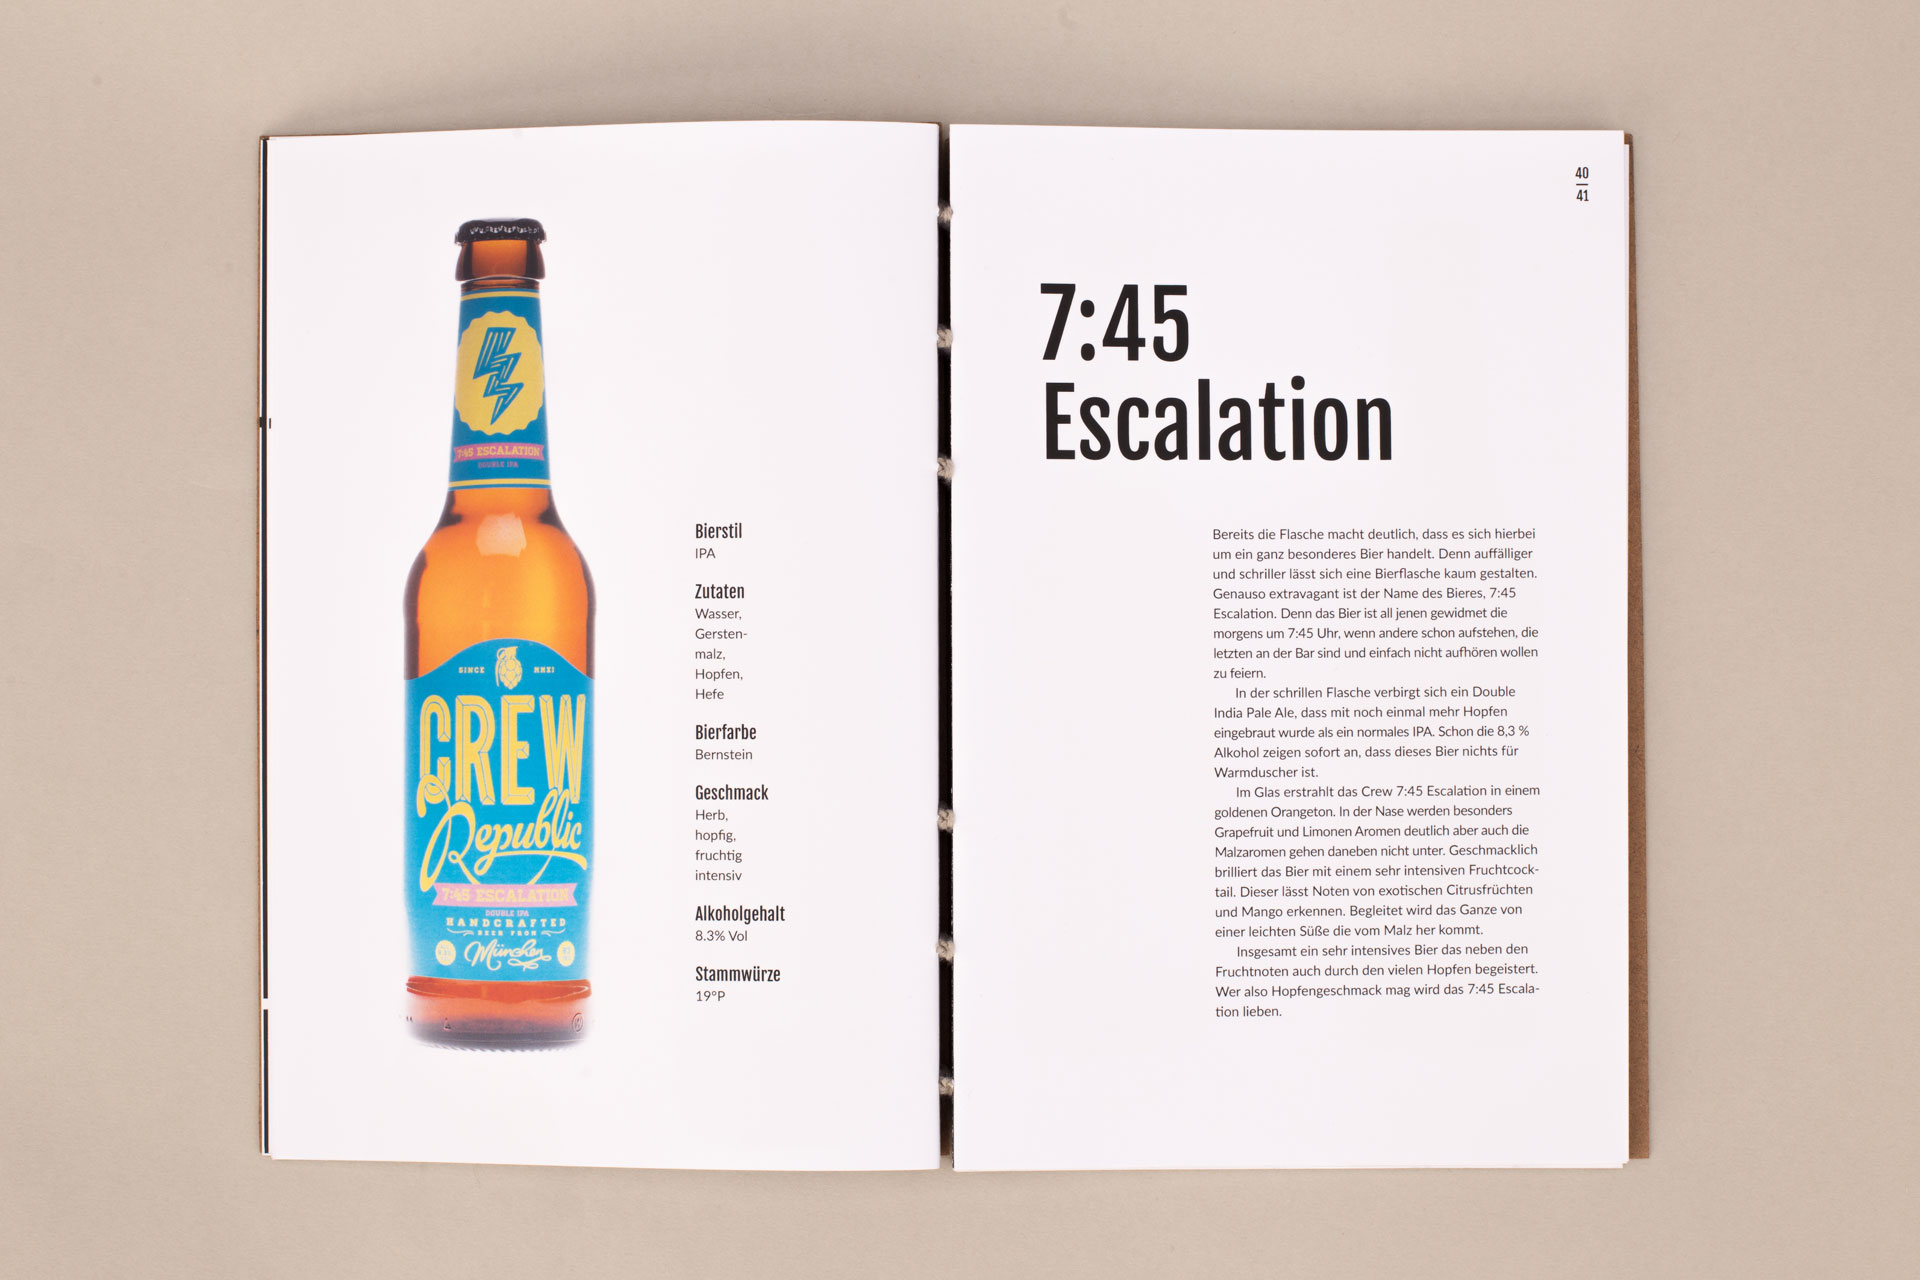 7:45 ESCALATION
DOUBLE IPA
SINCE MMXI
CREW
Republic
7:45 ESCALATION
DOUBLE IPA
HANDCRAFTED
BEER FROM
München
Bierstil
IPA
Zutaten
Wasser,
Gersten-
malz,
Hopfen,
Hefe
Bierfarbe
Bernstein
Geschmack
Herb,
hopfig,
fruchtig
intensiv
Alkoholgehalt
8.3% Vol
Stammwürze
19°P
40
41
7:45
Escalation
Bereits die Flasche macht deutlich, dass es sich hierbei
um ein ganz besonderes Bier handelt. Denn auffälliger
und schriller lässt sich eine Bierflasche kaum gestalten.
Genauso extravagant ist der Name des Bieres, 7:45
Escalation. Denn das Bier ist all jenen gewidmet die
morgens um 7:45 Uhr, wenn andere schon aufstehen, die
letzten an der Bar sind und einfach nicht aufhören wollen
zu feiern.
In der schrillen Flasche verbirgt sich ein Double
India Pale Ale, dass mit noch einmal mehr Hopfen
eingebraut wurde als ein normales IPA. Schon die 8,3 %
Alkohol zeigen sofort an, dass dieses Bier nichts für
Warmduscher ist.
Im Glas erstrahlt das Crew 7:45 Escalation in einem
goldenen Orangeton. In der Nase werden besonders
Grapefruit und Limonen Aromen deutlich aber auch die
Malzaromen gehen daneben nicht unter. Geschmacklich
brilliert das Bier mit einem sehr intensiven Fruchtcock-
tail. Dieser lässt Noten von exotischen Citrusfrüchten
und Mango erkennen. Begleitet wird das Ganze von
einer leichten Süße die vom Malz her kommt.
Insgesamt ein sehr intensives Bier das neben den
Fruchtnoten auch durch den vielen Hopfen begeistert.
Wer also Hopfengeschmack mag wird das 7:45 Escala-
tion lieben.